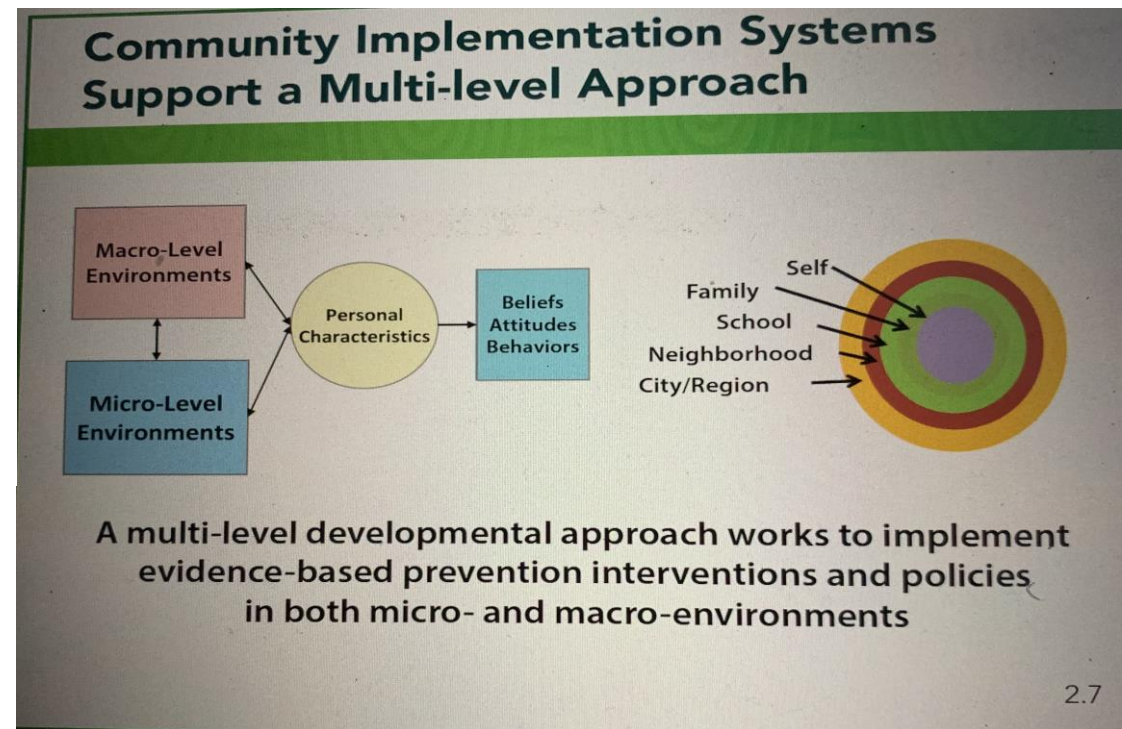 Community Implementation Systems
Support a Multi-level Approach
Macro-Level
Environments
Micro-Level
Environments
Personal
Characteristics
Beliefs
Attitudes
Behaviors
Self
Family
School
Neighborhood
City/Region
A multi-level developmental approach works to implement
evidence-based prevention interventions and policies
in both micro- and macro-environments
2.7